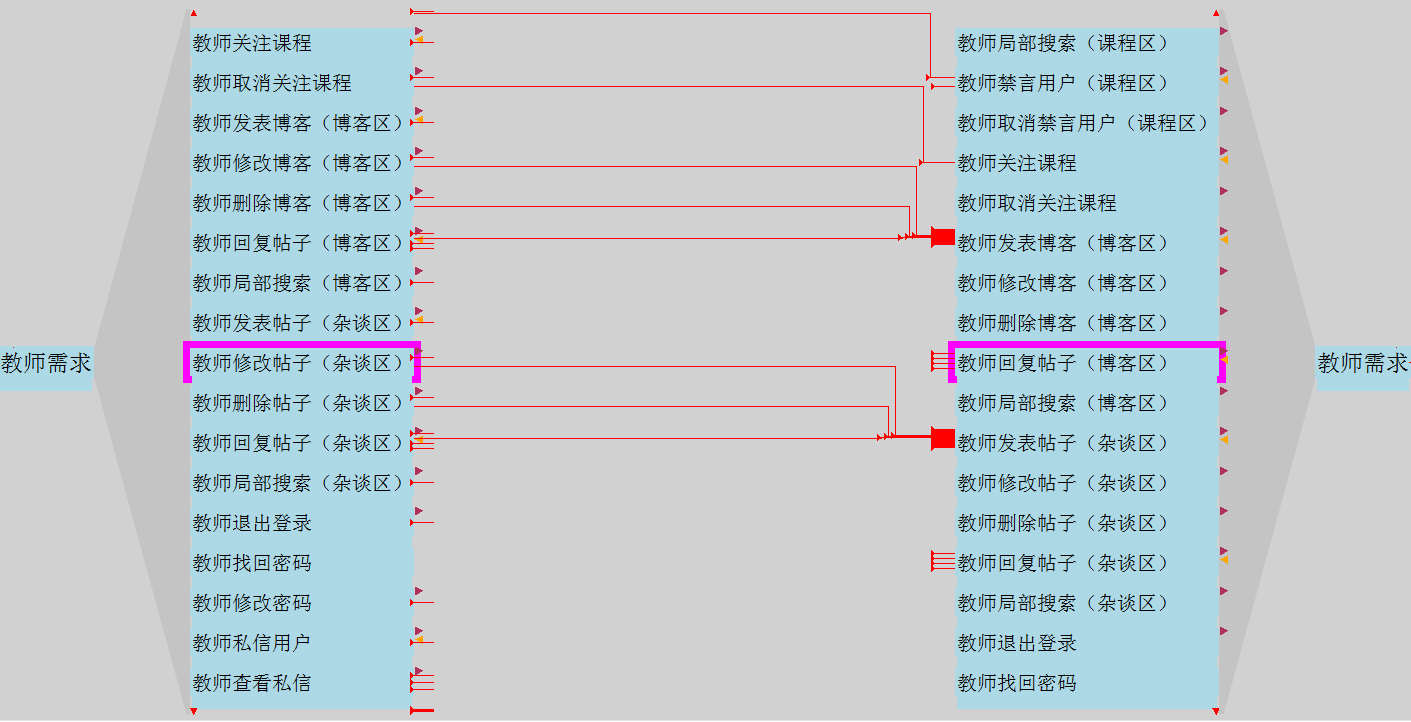 教师需求
教师关注课程
教师取消关注课程
教师发表博客（博客区）
教师修改博客（博客区）
教师删除博客（博客区）
教师回复帖子（博客区）
教师局部搜索（博客区）
教师发表帖子（杂谈区）
教师修改帖子（杂谈区）
教师删除帖子（杂谈区）
教师回复帖子（杂谈区）
教师局部搜索（杂谈区）
教师退出登录
教师找回密码
教师修改密码
教师私信用户
教师查看私信
教师局部搜索（课程区）
教师禁言用户（课程区）
教师取消禁言用户（课程区）
教师关注课程
教师取消关注课程
教师发表博客（博客区）
教师修改博客（博客区）
教师删除博客（博客区）
教师回复帖子（博客区）
教师局部搜索（博客区）
教师发表帖子（杂谈区）
教师修改帖子（杂谈区）
教师删除帖子（杂谈区）
教师回复帖子（杂谈区）
教师局部搜索（杂谈区）
教师退出登录
教师找回密码
教师需求